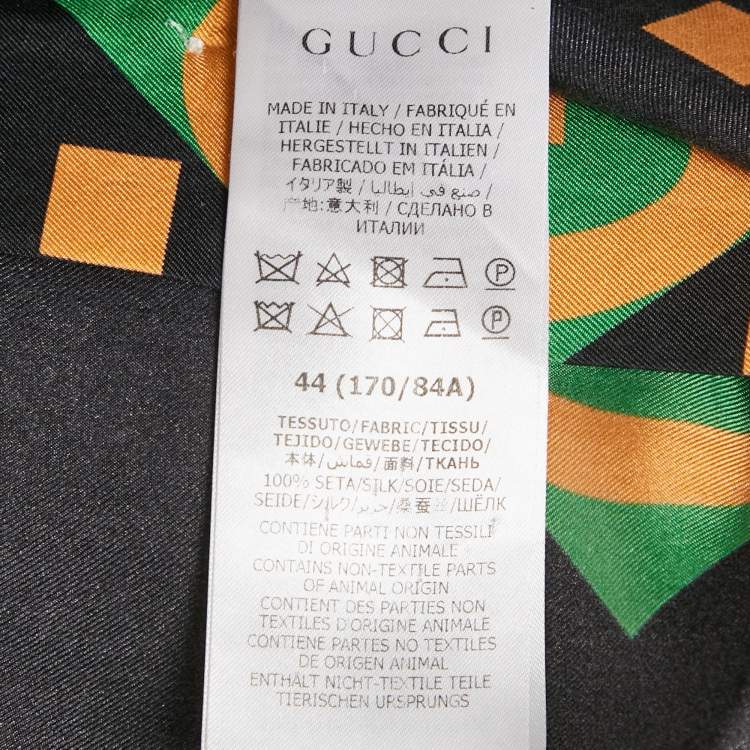 GUCCI
MADE IN ITALY / FABRIQUÉ EN
ITALIE / HECHO EN ITALIA /
HERGESTELLT IN ITALIEN /
FABRICADO EM ITÁLIA /
イタリア製 / صنع في إيطاليا /
产地:意大利 / СДЕЛАНО В
ИТАЛИИ
P
P
44 (170/84A)
TESSUTO/FABRIC/TISSU/
TEJIDO/GEWEBE/TECIDO/
本体/قماش/面料/ТКАНЬ
100% SETA/SILK/SOIE/SEDA/
SEIDE/シルク/حرير/桑蚕丝/ШЁЛК
CONTIENE PARTI NON TESSILI
DI ORIGINE ANIMALE
CONTAINS NON-TEXTILE PARTS
OF ANIMAL ORIGIN
CONTIENT DES PARTIES NON
TEXTILES D'ORIGINE ANIMALE
CONTIENE PARTES NO TEXTILES
DE ORIGEN ANIMAL
ENTHÄLT NICHT-TEXTILE TEILE
TIERISCHEN URSPRUNGS